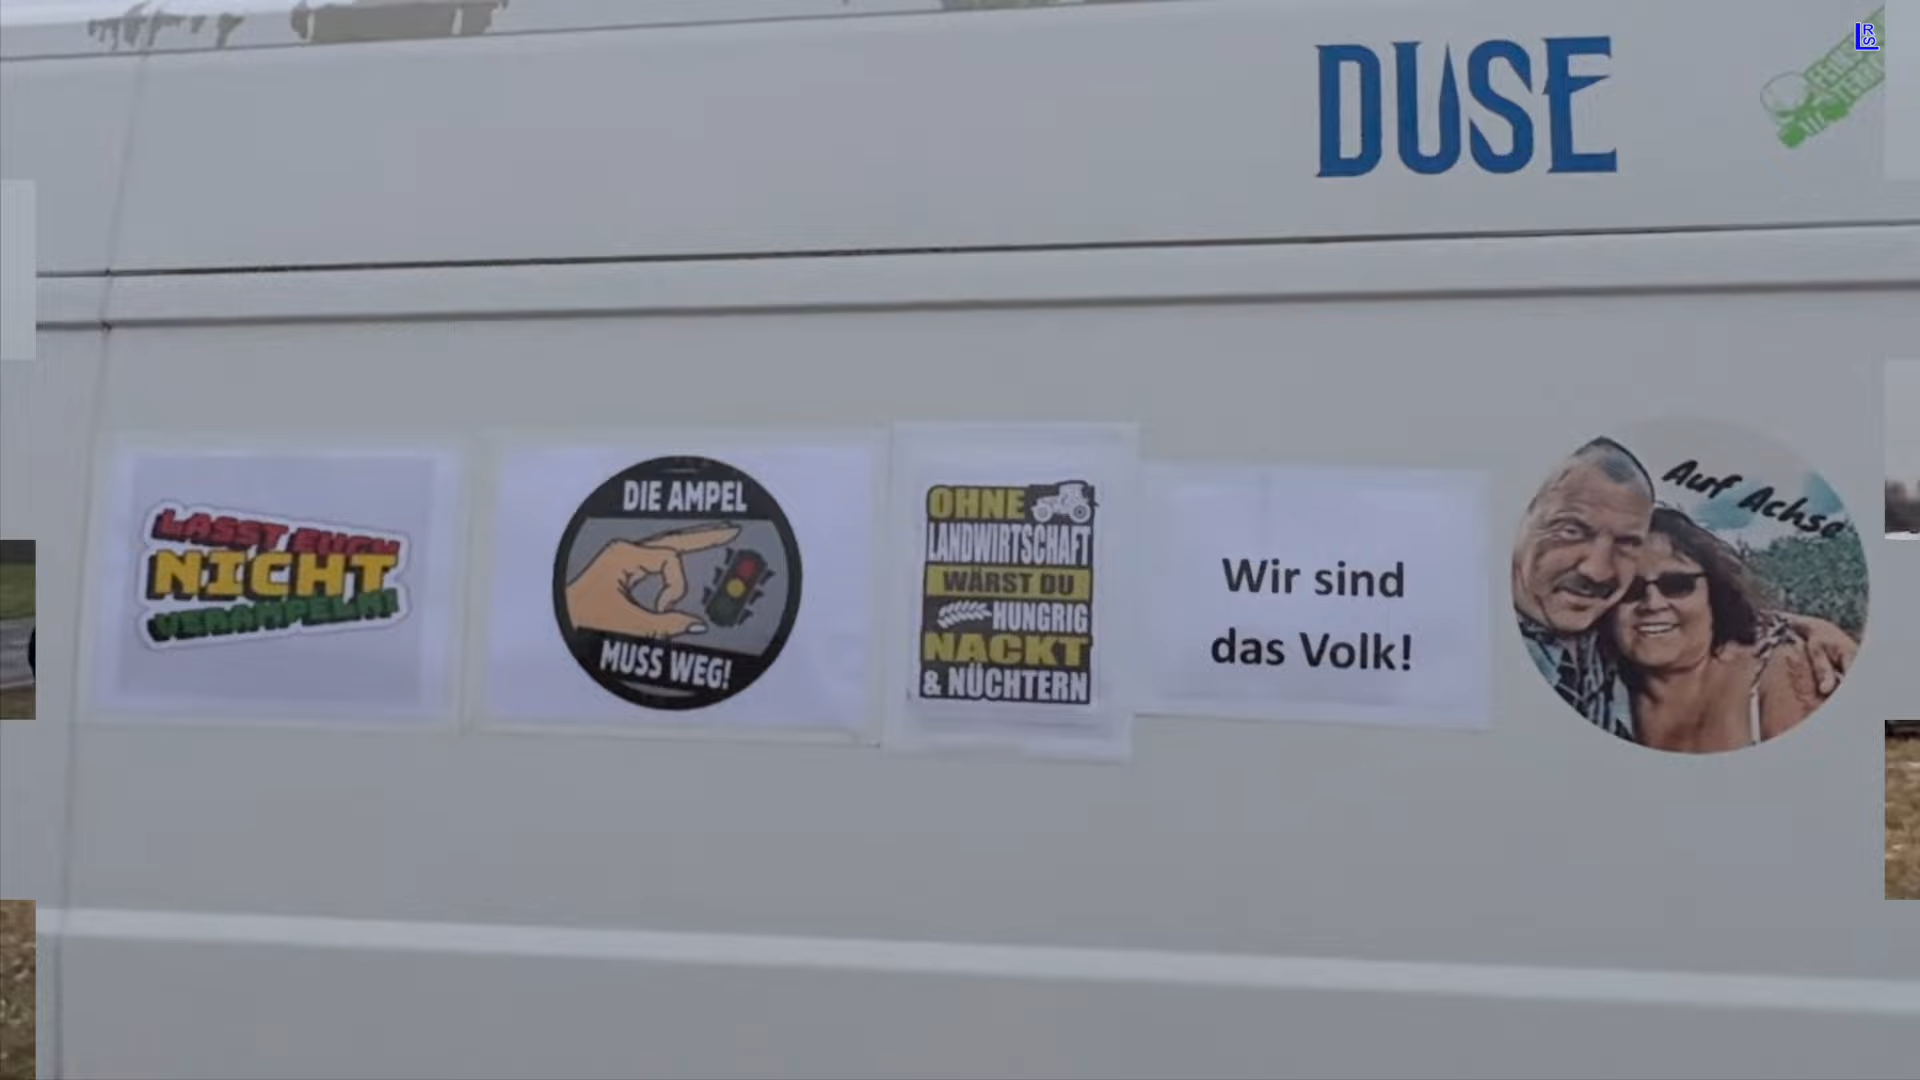 DUSE
LRS
LASST EUCH
NICHT
VERAMPELN!
DIE AMPEL
MUSS WEG!
OHNE
LANDWIRTSCHAFT
WÄRST DU
HUNGRIG
NACKT
& NÜCHTERN
Wir sind
das Volk!
Auf Achse